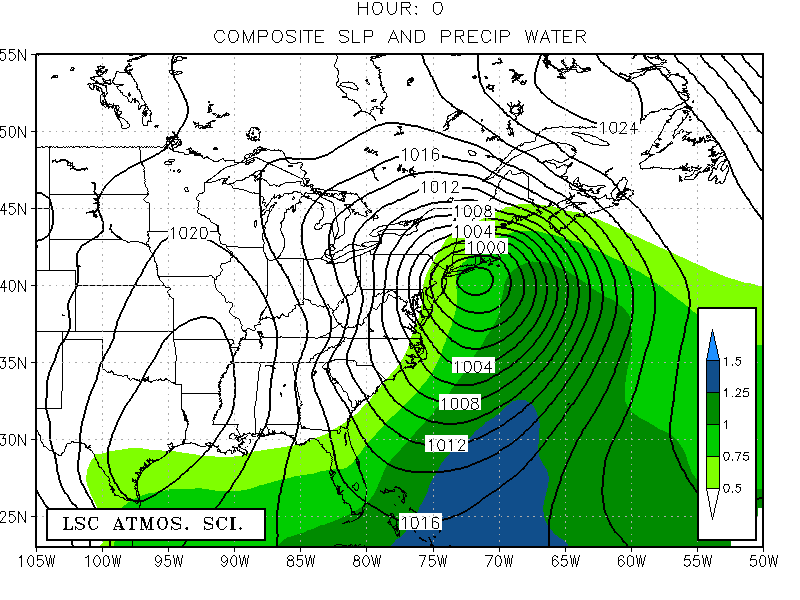 HOUR: 0
COMPOSITE SLP AND PRECIP WATER
55N
50N
1024
1016
1012
45N
1008
1020
1004
1000
40N
35N
1004
1.5
1.25
1008
1
30N
1012
0.75
0.5
25N
LSC ATMOS. SCI.
1016
105W 100W 95W 90W 85W 80W 75W 70W 65W 60W 55W 50W